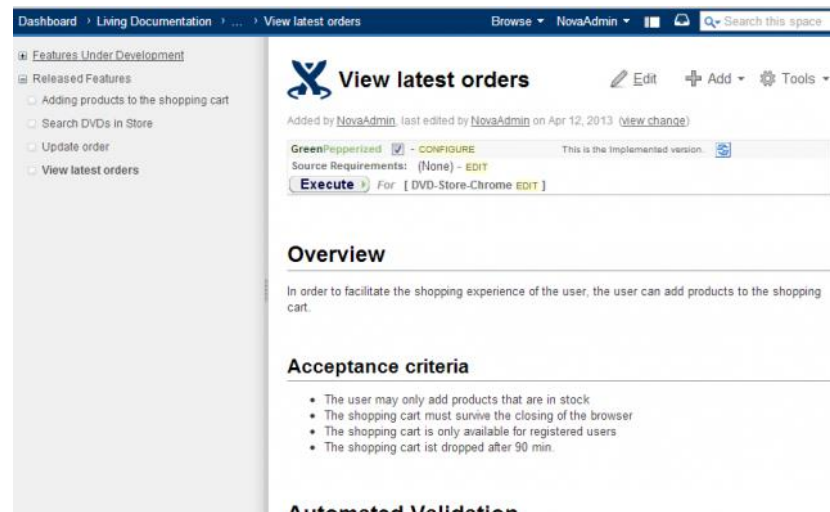 Dashboard › Living Documentation › ... › View latest orders Browse NovaAdmin Search this space
Features Under Development
Released Features
Adding products to the shopping cart
Search DVDs in Store
Update order
View latest orders
View latest orders Edit Add Tools
Added by NovaAdmin, last edited by NovaAdmin on Apr 12, 2013 (view change)
GreenPepperized - CONFIGURE This is the Implemented version.
Source Requirements: (None) - EDIT
Execute For [ DVD-Store-Chrome EDIT ]
Overview
In order to facilitate the shopping experience of the user, the user can add products to the shopping
cart.
Acceptance criteria
• The user may only add products that are in stock
• The shopping cart must survive the closing of the browser
• The shopping cart is only available for registered users
• The shopping cart ist dropped after 90 min.
Automated Validation